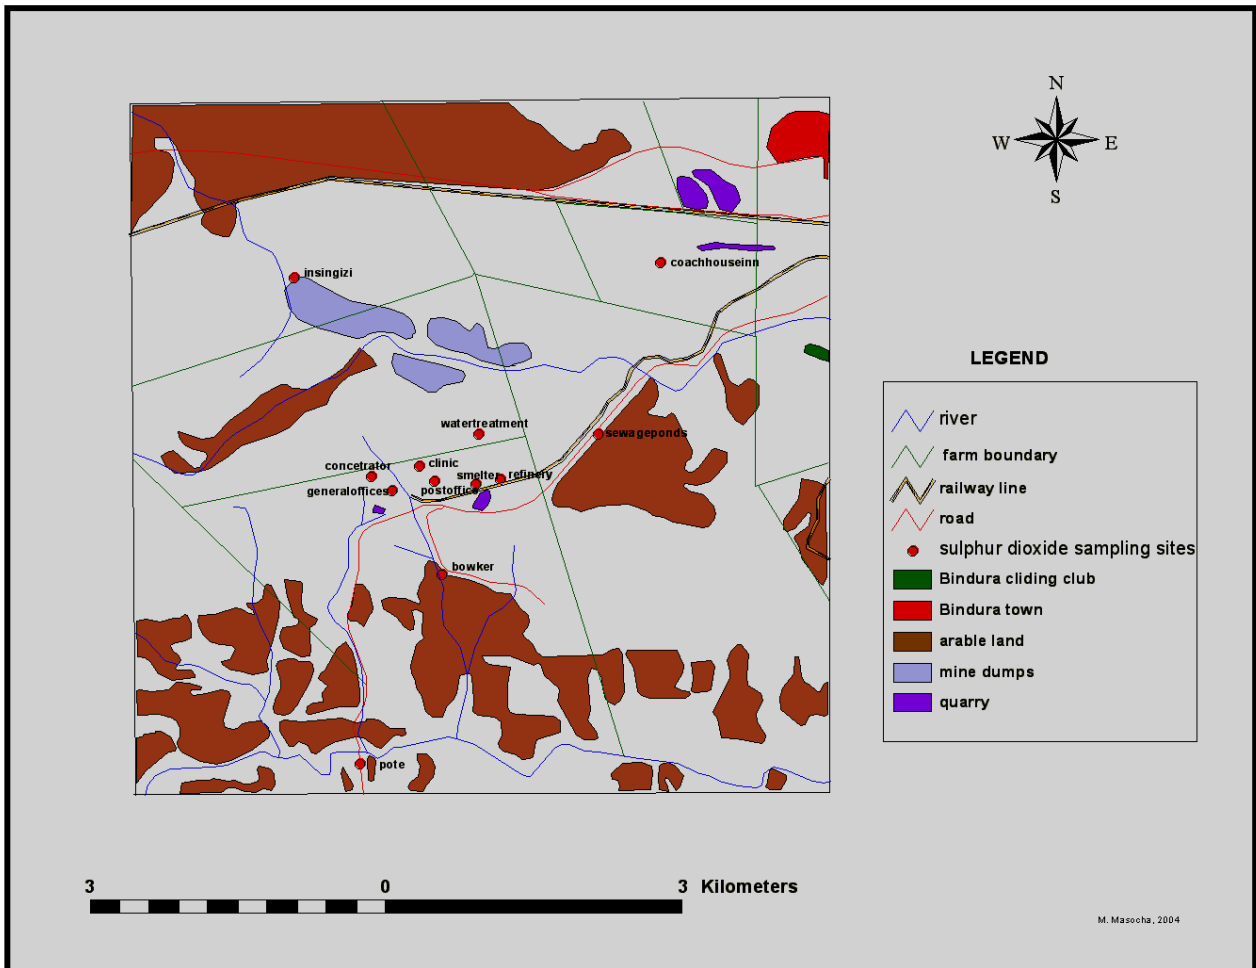 N
W E
S
insingizi
coachhouseinn
LEGEND
watertreatment
sewageponds
concetrator
clinic
smelter
refinery
generaloffices
postoffice
bowker
pote
river
farm boundary
railway line
road
sulphur dioxide sampling sites
Bindura cliding club
Bindura town
arable land
mine dumps
quarry
3 0 3 Kilometers
M. Masocha, 2004